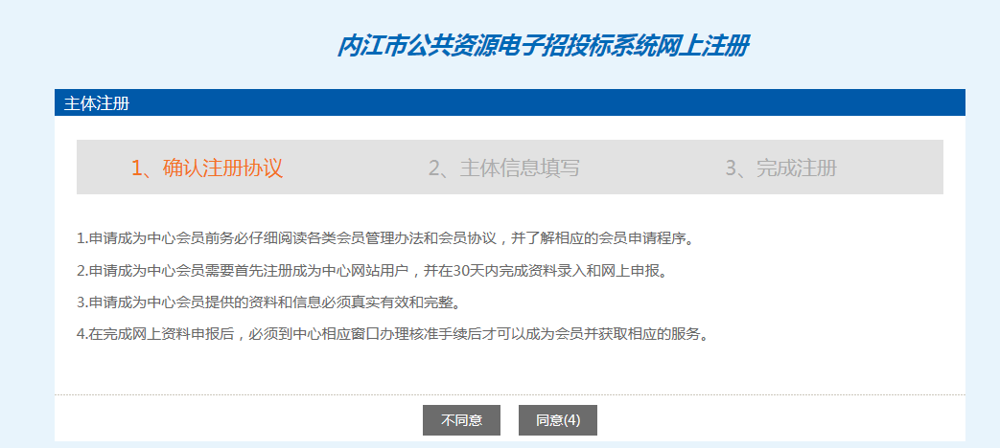 内江市公共资源电子招投标系统网上注册
主体注册
1、确认注册协议 2、主体信息填写 3、完成注册
1.申请成为中心会员前务必仔细阅读各类会员管理办法和会员协议，并了解相应的会员申请程序。
2.申请成为中心会员需要首先注册成为中心网站用户，并在30天内完成资料录入和网上申报。
3.申请成为中心会员提供的资料和信息必须真实有效和完整。
4.在完成网上资料申报后，必须到中心相应窗口办理核准手续后才可以成为会员并获取相应的服务。
不同意 同意(4)